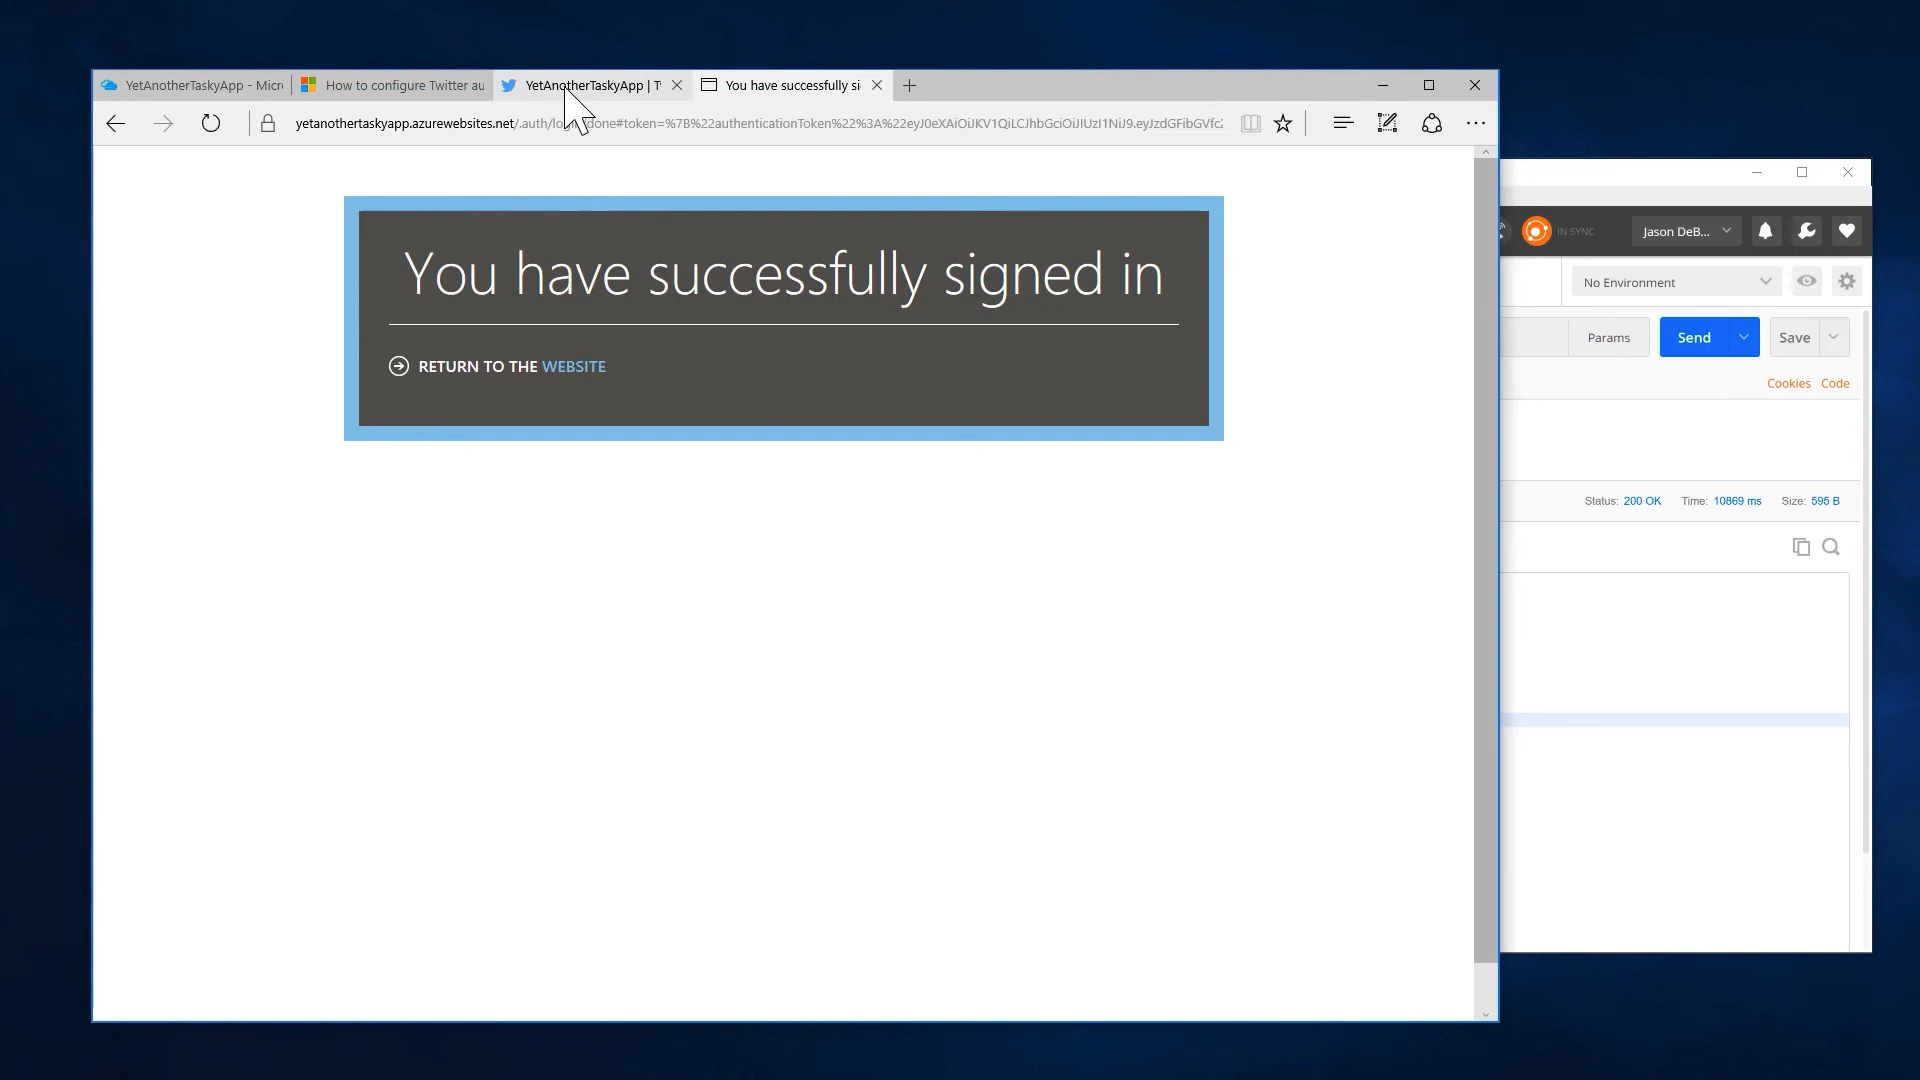 YetAnotherTaskyApp - Micr
How to configure Twitter au
YetAnotherTaskyApp | T
You have successfully si
yetanothertaskyapp.azurewebsites.net/.auth/login/done#token=%7B%22authenticationToken%22%3A%22eyJ0eXAiOiJKV1QiLCJhbGciOiJIUzI1NiJ9.eyJzdGFibGVfc2
You have successfully signed in
RETURN TO THE WEBSITE
IN SYNC
Jason DeB...
No Environment
Params
Send
Save
Cookies
Code
Status: 200 OK
Time: 10869 ms
Size: 595 B